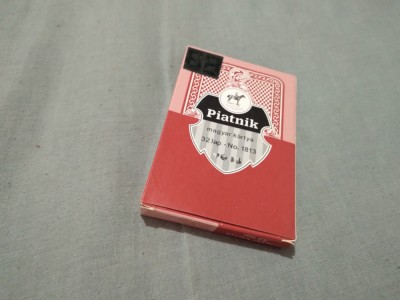 Piatnik
magyar kártya
32 lap - No. 1813